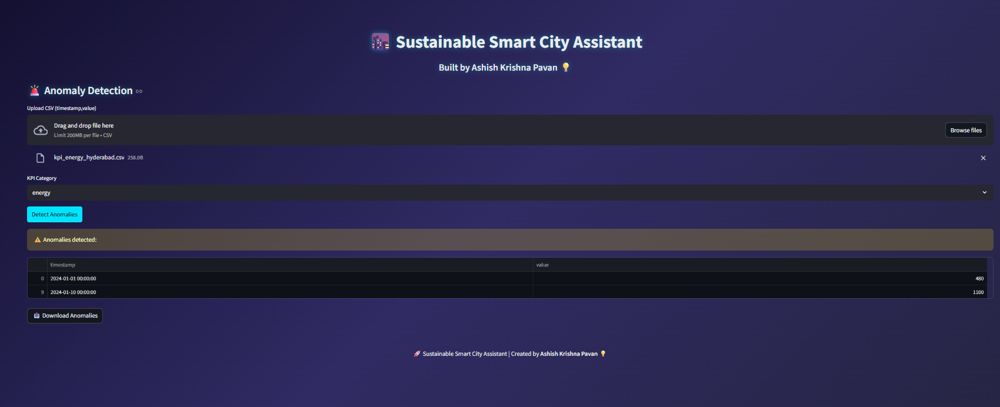 Sustainable Smart City Assistant
Built by Ashish Krishna Pavan
Anomaly Detection
Upload CSV (timestamp,value)
Drag and drop file here
Limit 200MB per file • CSV
Browse files
kpi_energy_hyderabad.csv 258.0B
KPI Category
energy
Detect Anomalies
Anomalies detected:
timestamp value
0 2024-01-01 00:00:00 480
9 2024-01-10 00:00:00 1100
Download Anomalies
Sustainable Smart City Assistant | Created by Ashish Krishna Pavan